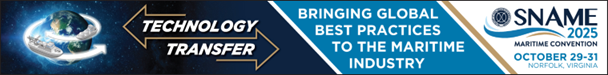 TECHNOLOGY
TRANSFER
BRINGING GLOBAL
BEST PRACTICES
TO THE MARITIME
INDUSTRY
SNAME
2025
MARITIME CONVENTION
OCTOBER 29-31
NORFOLK, VIRGINIA